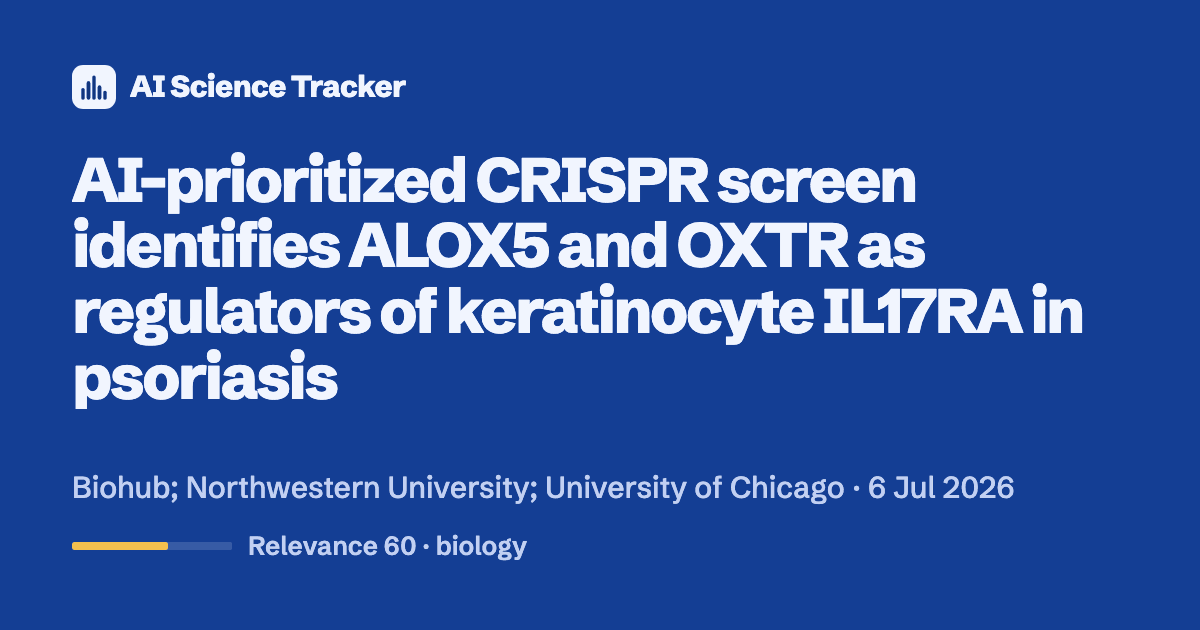 AI Science Tracker
AI-prioritized CRISPR screen
identifies ALOX5 and OXTR as
regulators of keratinocyte IL17RA in
psoriasis
Biohub; Northwestern University; University of Chicago · 6 Jul 2026
Relevance 60 · biology